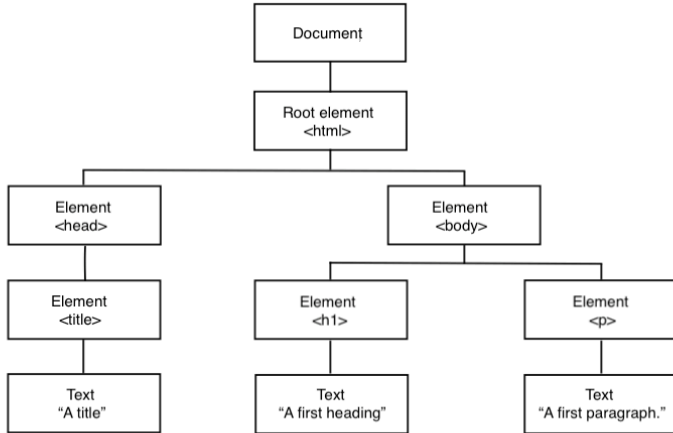 Document
Root element
<html>
Element
<head>
Element
<body>
Element
<title>
Element
<h1>
Element
<p>
Text
“A title”
Text
“A first heading”
Text
“A first paragraph.”